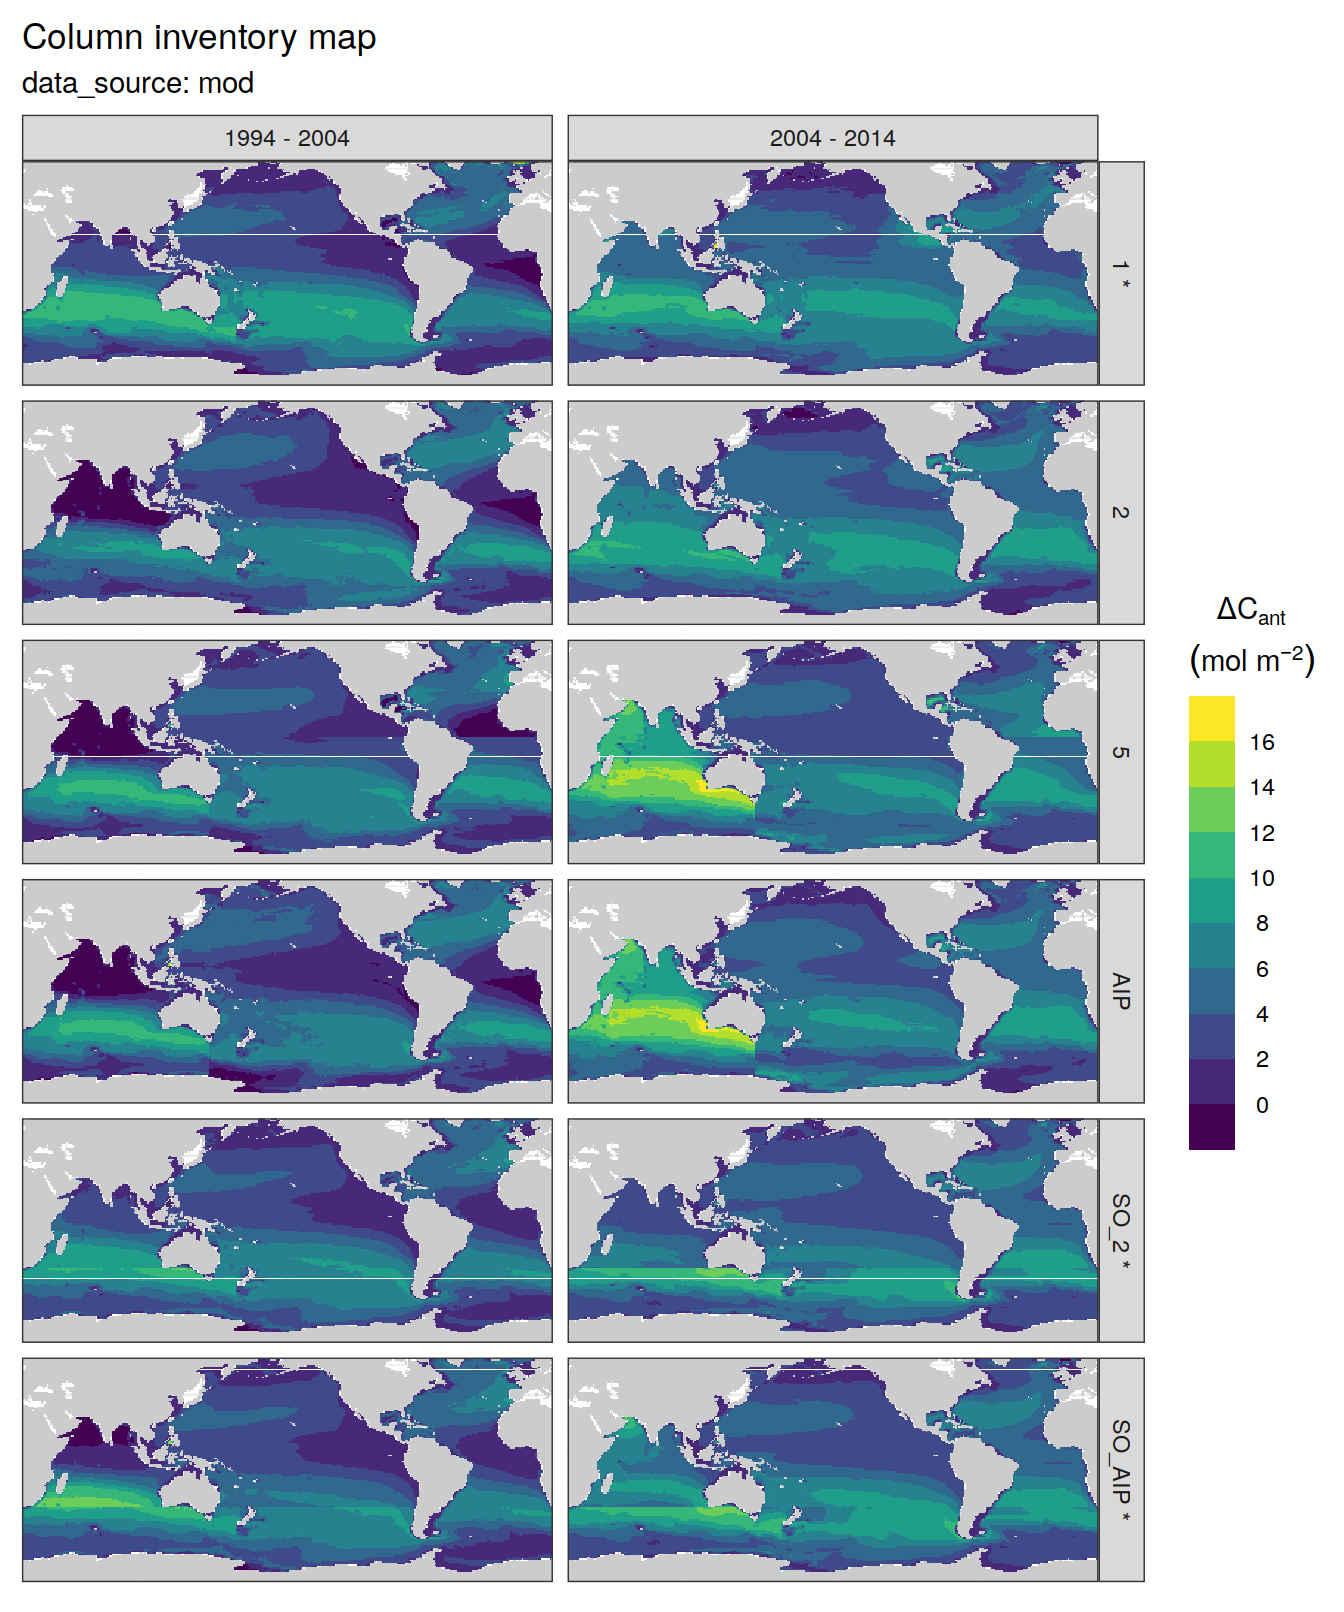 Column inventory map
data_source: mod
1994 - 2004
2004 - 2014
1 *
2
5
AIP
SO_2 *
SO_AIP *
ΔCant
(mol m−2)
16
14
12
10
8
6
4
2
0